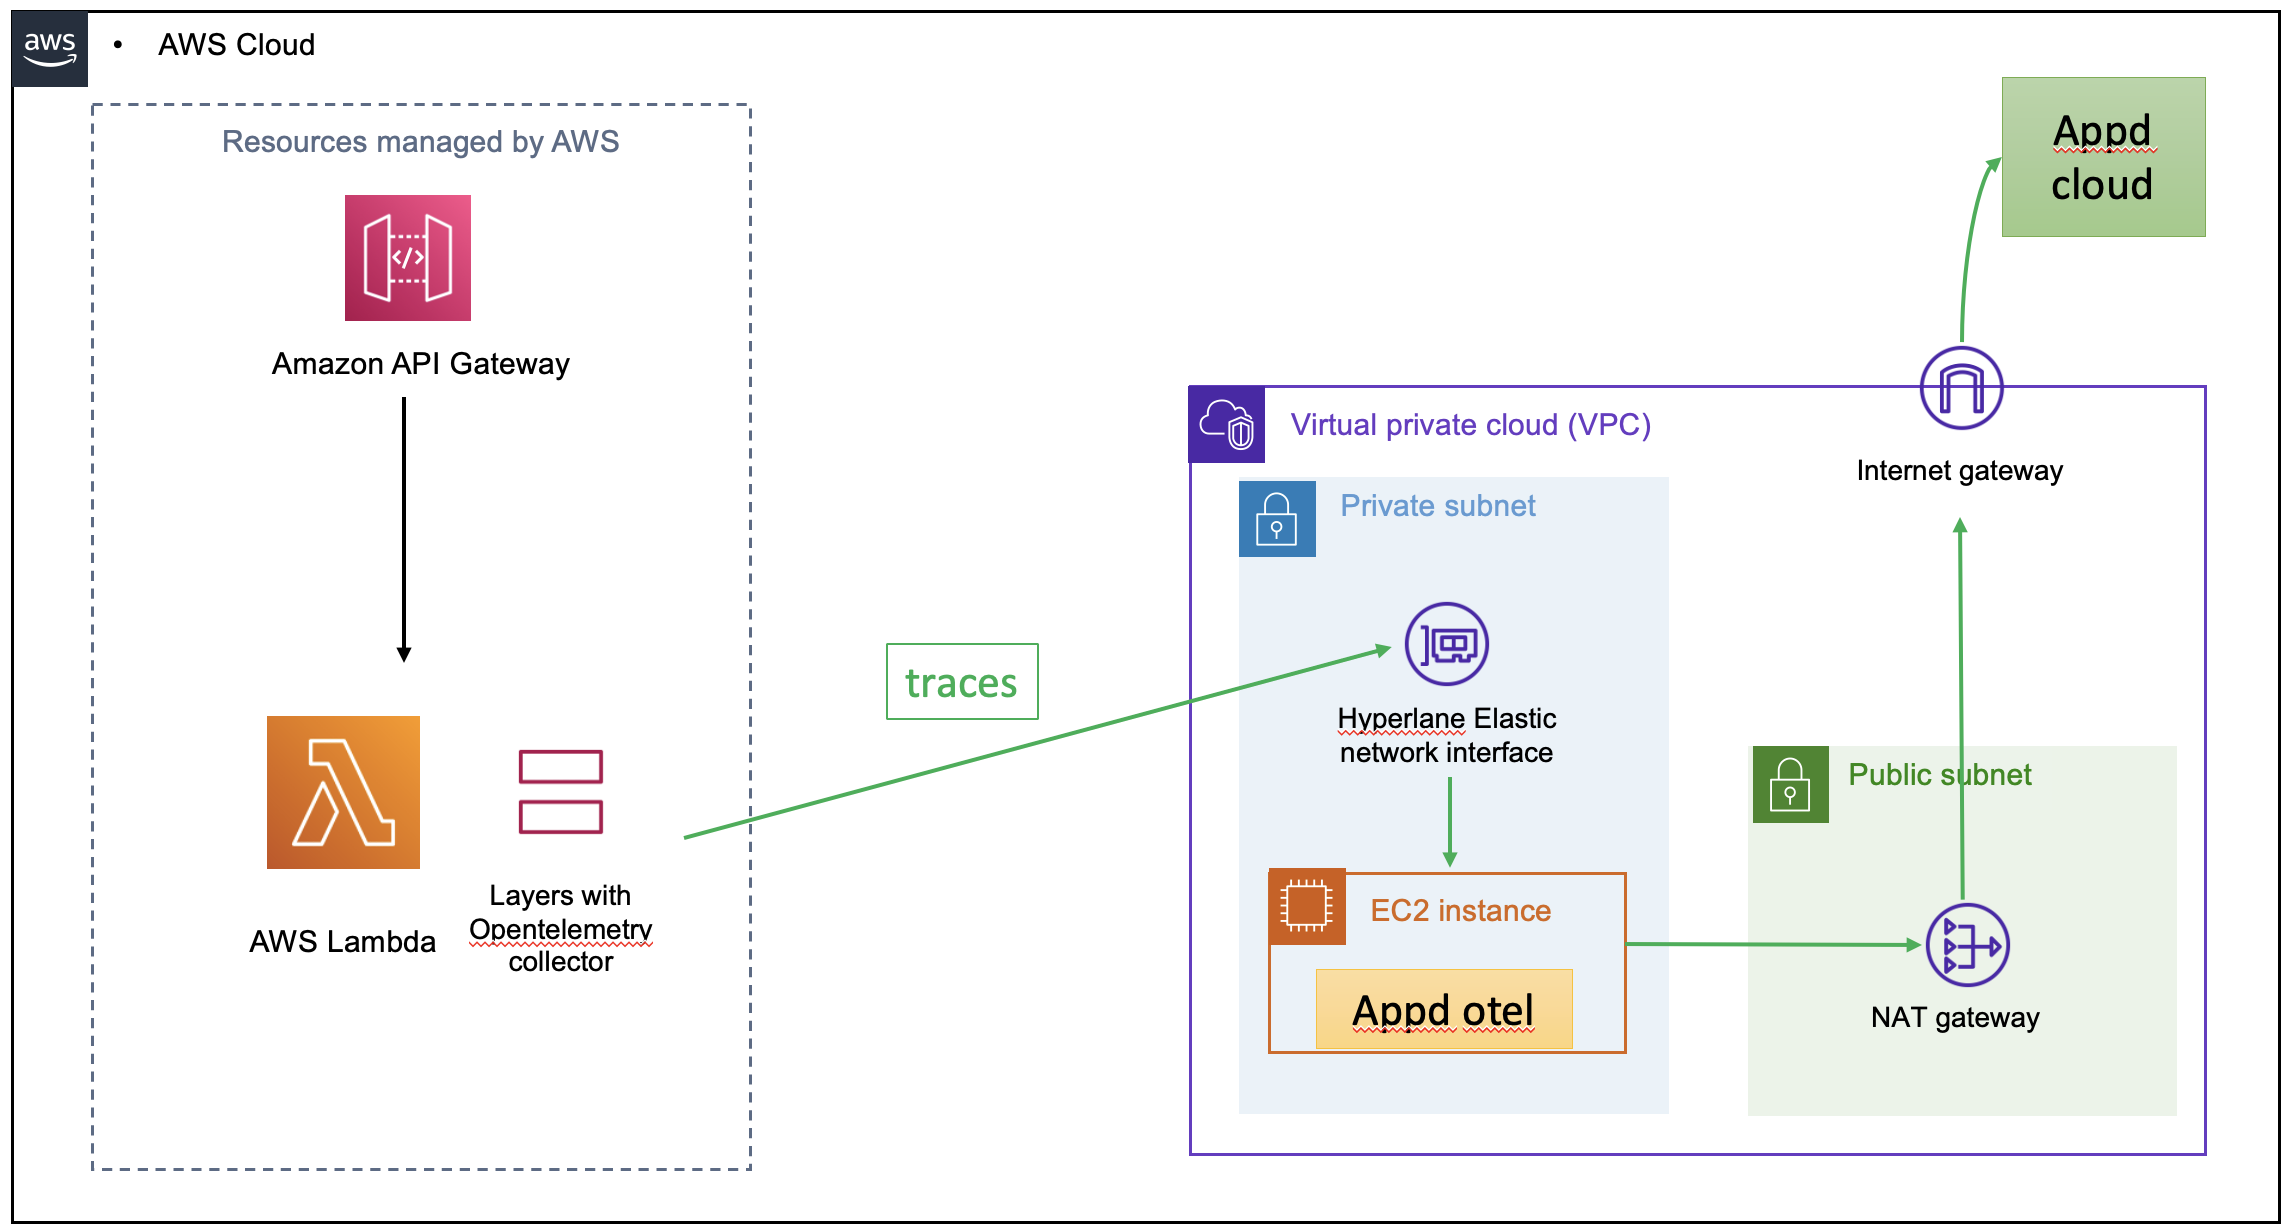 aws
• AWS Cloud
Resources managed by AWS
Amazon API Gateway
AWS Lambda
Layers with
Opentelemetry
collector
traces
Virtual private cloud (VPC)
Private subnet
Hyperlane Elastic
network interface
EC2 instance
Appd otel
Public subnet
NAT gateway
Internet gateway
Appd
cloud